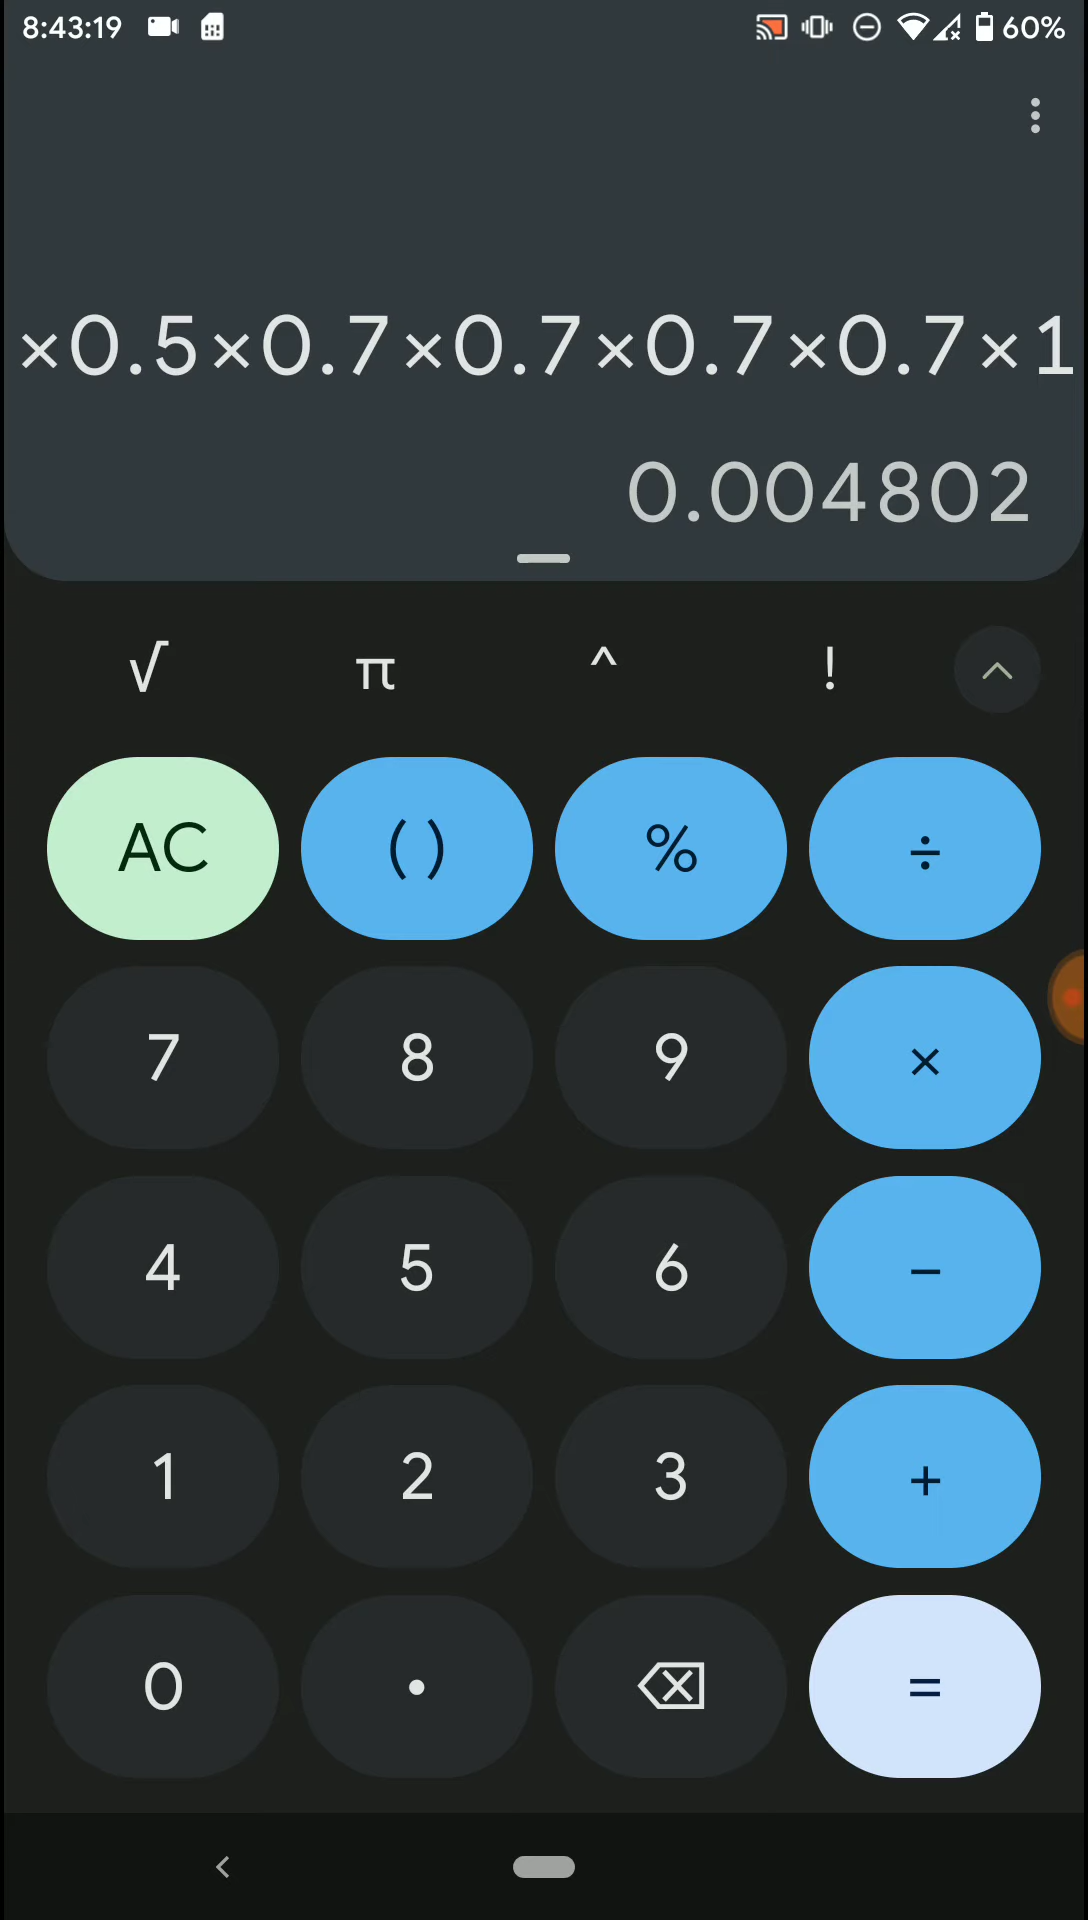 8:43:19 60%
×0.5×0.7×0.7×0.7×0.7×1
0.004802
√ π ^ !
AC ( ) % ÷
7 8 9 ×
4 5 6 −
1 2 3 +
0 . =